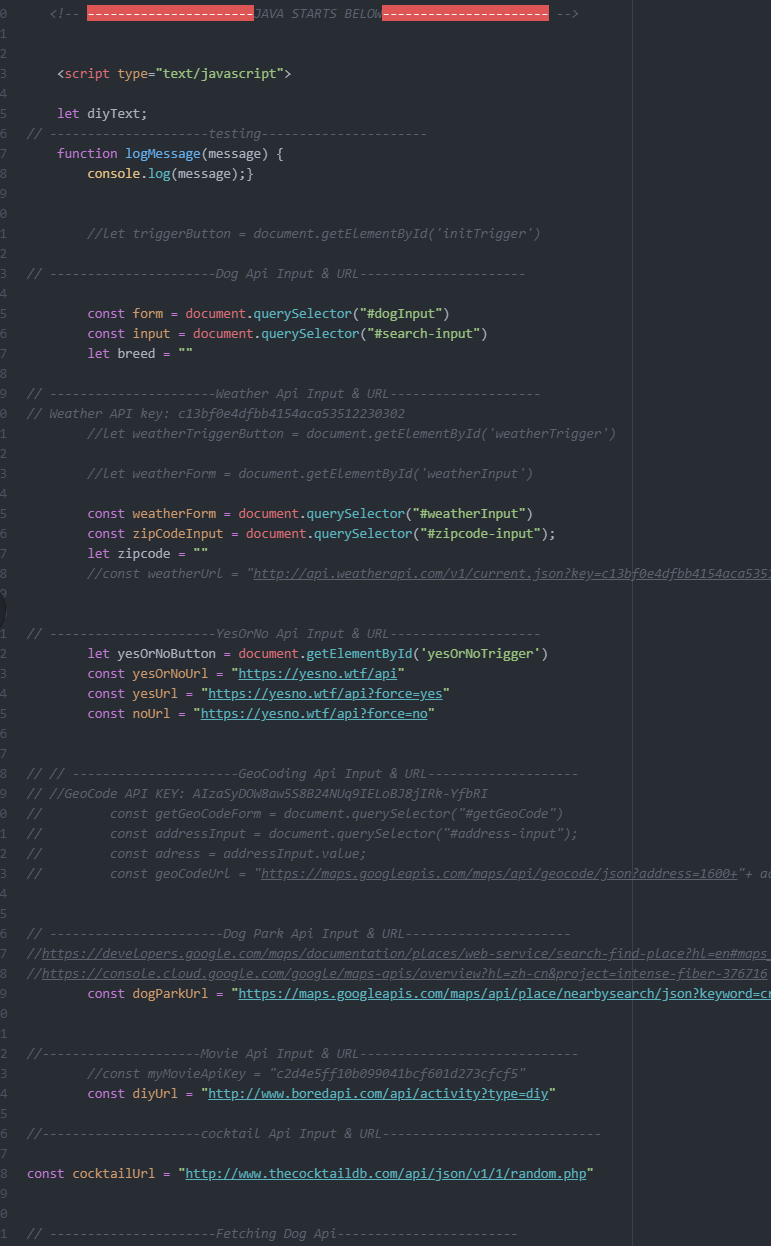 0 <!-- ----------------------JAVA STARTS BELOW---------------------- -->
1
2
3 <script type="text/javascript">
4
5 let diyText;
6 // ---------------------testing----------------------
7 function logMessage(message) {
8 console.log(message);}
9
0
1 //let triggerButton = document.getElementById('initTrigger')
2
3 // ----------------------Dog Api Input & URL----------------------
4
5 const form = document.querySelector("#dogInput")
6 const input = document.querySelector("#search-input")
7 let breed = ""
8
9 // ----------------------Weather Api Input & URL--------------------
0 // Weather API key: c13bf0e4dfbb4154aca53512230302
1 //let weatherTriggerButton = document.getElementById('weatherTrigger')
2
3 //let weatherForm = document.getElementById('weatherInput')
4
5 const weatherForm = document.querySelector("#weatherInput")
6 const zipCodeInput = document.querySelector("#zipcode-input");
7 let zipcode = ""
8 //const weatherUrl = "http://api.weatherapi.com/v1/current.json?key=c13bf0e4dfbb4154aca5351
9
1 // ----------------------YesOrNo Api Input & URL--------------------
2 let yesOrNoButton = document.getElementById('yesOrNoTrigger')
3 const yesOrNoUrl = "https://yesno.wtf/api"
4 const yesUrl = "https://yesno.wtf/api?force=yes"
5 const noUrl = "https://yesno.wtf/api?force=no"
6
7
8 // // ----------------------GeoCoding Api Input & URL--------------------
9 // //GeoCode API KEY: AIzaSyDOW8aw5S8B24NUq9IELoBJ8jIRk-YfbRI
0 // const getGeoCodeForm = document.querySelector("#getGeoCode")
1 // const addressInput = document.querySelector("#address-input");
2 // const adress = addressInput.value;
3 // const geoCodeUrl = "https://maps.googleapis.com/maps/api/geocode/json?address=1600+"+ ad
4
5
6 // -----------------------Dog Park Api Input & URL----------------------
7 //https://developers.google.com/maps/documentation/places/web-service/search-find-place?hl=en#maps_
8 //https://console.cloud.google.com/google/maps-apis/overview?hl=zh-cn&project=intense-fiber-376716
9 const dogParkUrl = "https://maps.googleapis.com/maps/api/place/nearbysearch/json?keyword=cr
0
1
2 //---------------------Movie Api Input & URL-----------------------------
3 //const myMovieApiKey = "c2d4e5ff10b099041bcf601d273cfcf5"
4 const diyUrl = "http://www.boredapi.com/api/activity?type=diy"
5
6 //---------------------cocktail Api Input & URL-----------------------------
7
8 const cocktailUrl = "http://www.thecocktaildb.com/api/json/v1/1/random.php"
9
0
1 // ----------------------Fetching Dog Api------------------------